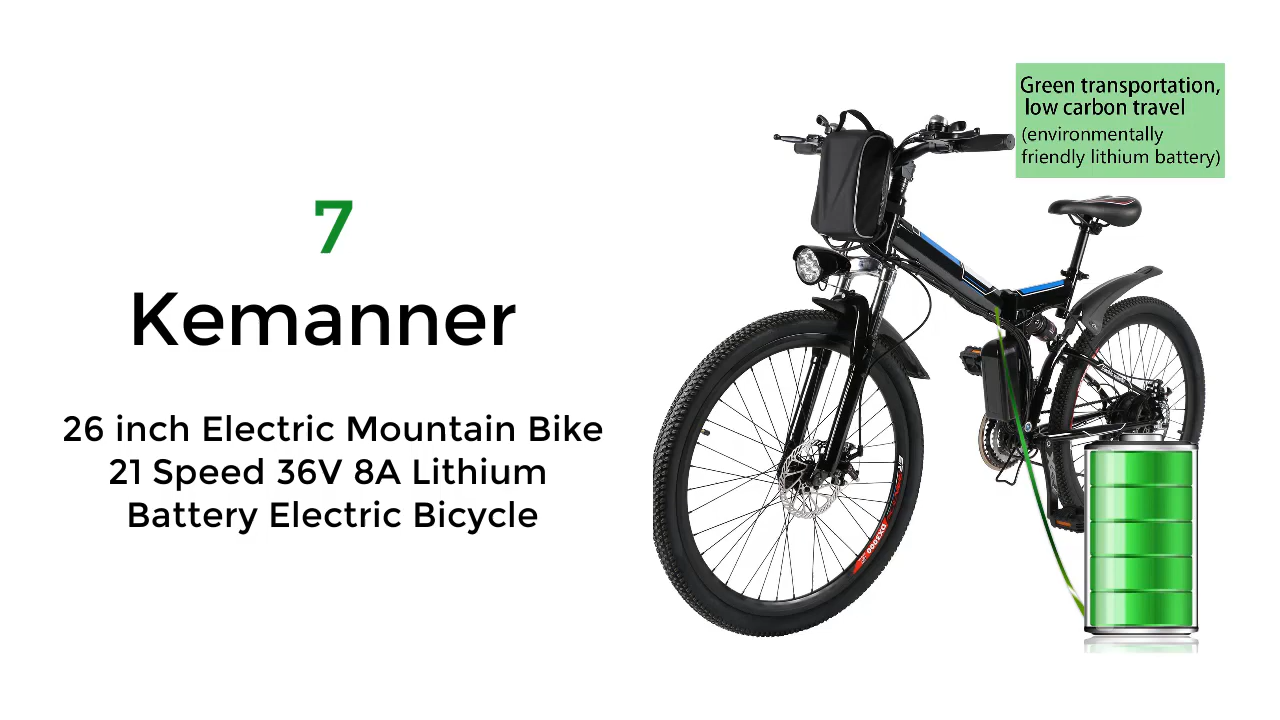 7
Kemanner
26 inch Electric Mountain Bike
21 Speed 36V 8A Lithium
Battery Electric Bicycle
Green transportation,
low carbon travel
(environmentally
friendly lithium battery)